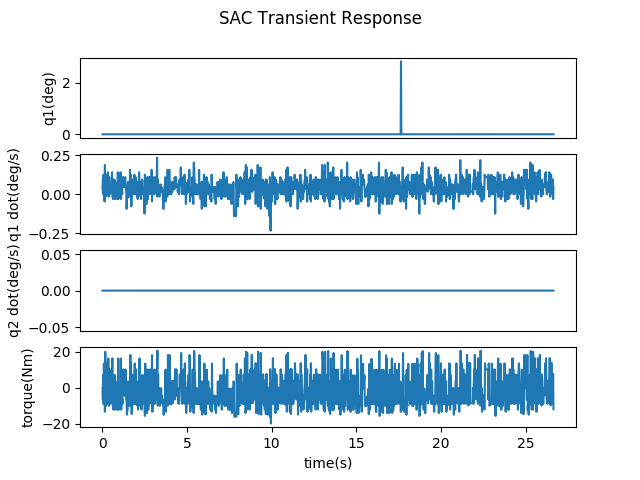 SAC Transient Response
q1(deg)
2
0
q1 dot(deg/s)
0.25
0.00
−0.25
q2 dot(deg/s)
0.05
0.00
−0.05
torque(Nm)
20
0
−20
0 5 10 15 20 25
time(s)